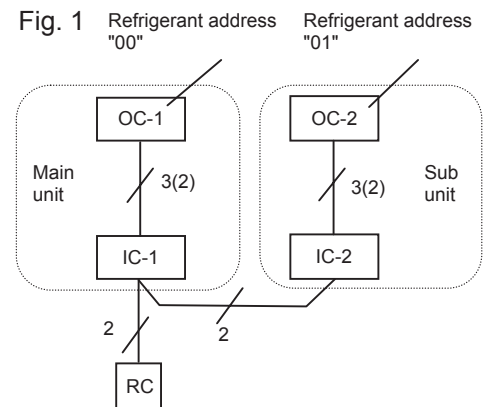 Fig. 1
Refrigerant address
"00"
Refrigerant address
"01"
OC-1
OC-2
Main
unit
3(2)
3(2)
Sub
unit
IC-1
IC-2
2
2
RC